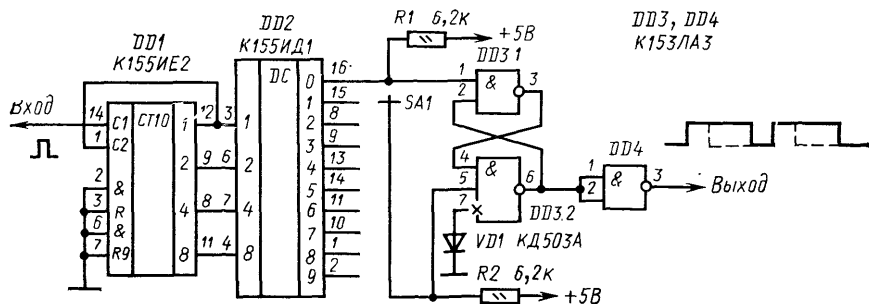 DD1
К155ИЕ2
DD2
К155ИД1
R1 6,2к
+5В
DD3, DD4
К153ЛА3
DD3.1
SA1
Вход
14 C1 CT10 1 12 3 1 DC 0 16
1 C2
1 15
2 9 6 2 2 8
3 9
2 &
4 13
3 R 4 8 7 4 5 14
6 &
6 11
7 R9 8 11 4 8 7 10
8 1
9 2
1 & 3
2
4 & 6
5
7
DD3.2
VD1 КД503А
R2 6,2к
+5В
DD4
1 & 3
2
Выход